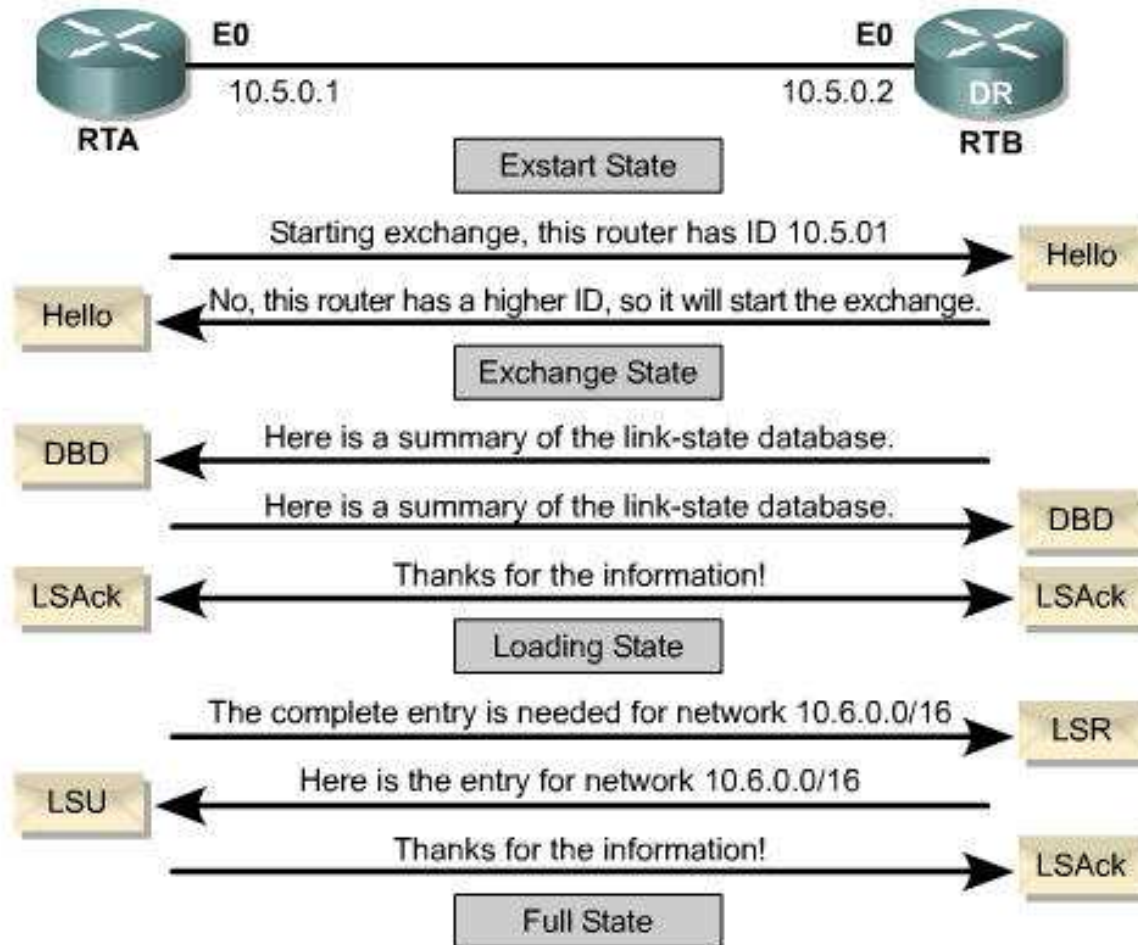 E0
E0
10.5.0.1
10.5.0.2
DR
RTA
RTB
Exstart State
Starting exchange, this router has ID 10.5.01
Hello
No, this router has a higher ID, so it will start the exchange.
Hello
Exchange State
Here is a summary of the link-state database.
DBD
Here is a summary of the link-state database.
DBD
LSAck
Thanks for the information!
LSAck
Loading State
The complete entry is needed for network 10.6.0.0/16
LSR
Here is the entry for network 10.6.0.0/16
LSU
Thanks for the information!
LSAck
Full State